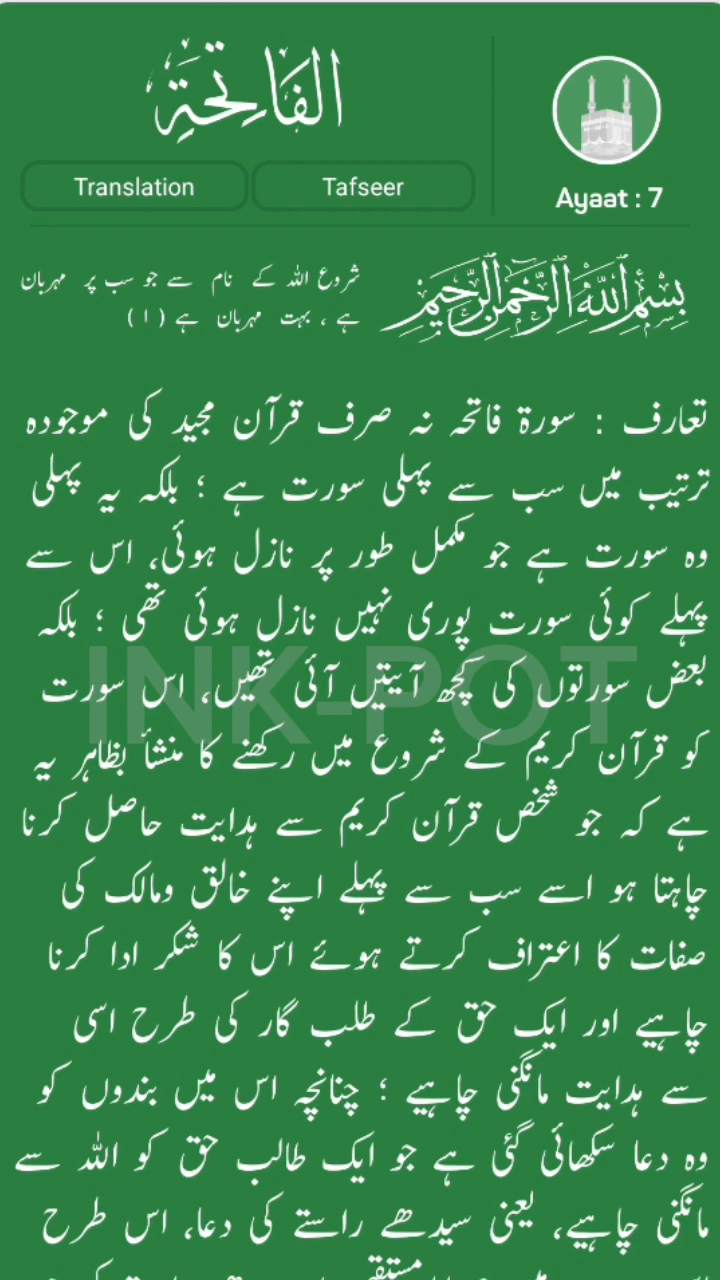 الفَاتِحَةِ
Translation
Tafseer
Ayaat : 7
بِسْمِ اللّٰهِ الرَّحْمٰنِ الرَّحِيْمِ
شروع اللہ کے نام سے جو سب پر مہربان
ہے ، بہت مہربان ہے (۱)
تعارف : سورۃ فاتحہ نہ صرف قرآن مجید کی موجودہ
ترتیب میں سب سے پہلی سورت ہے ؛ بلکہ یہ پہلی
وہ سورت ہے جو مکمل طور پر نازل ہوئی، اس سے
پہلے کوئی سورت پوری نہیں نازل ہوئی تھی ؛ بلکہ
بعض سورتوں کی کچھ آیتیں آئی تھیں، اس سورت
کو قرآن کریم کے شروع میں رکھنے کا منشأ بظاہر یہ
ہے کہ جو شخص قرآن کریم سے ہدایت حاصل کرنا
چاہتا ہو اسے سب سے پہلے اپنے خالق ومالک کی
صفات کا اعتراف کرتے ہوئے اس کا شکر ادا کرنا
چاہیے اور ایک حق کے طلب گار کی طرح اسی
سے ہدایت مانگنی چاہیے ؛ چنانچہ اس میں بندوں کو
وہ دعا سکھائی گئی ہے جو ایک طالب حق کو اللہ سے
مانگنی چاہیے، یعنی سیدھے راستے کی دعا، اس طرح
INK-POT